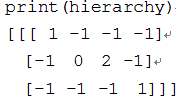 print(hierarchy)
[[[ 1 -1 -1 -1]
[-1 0 2 -1]
[-1 -1 -1 1]]]